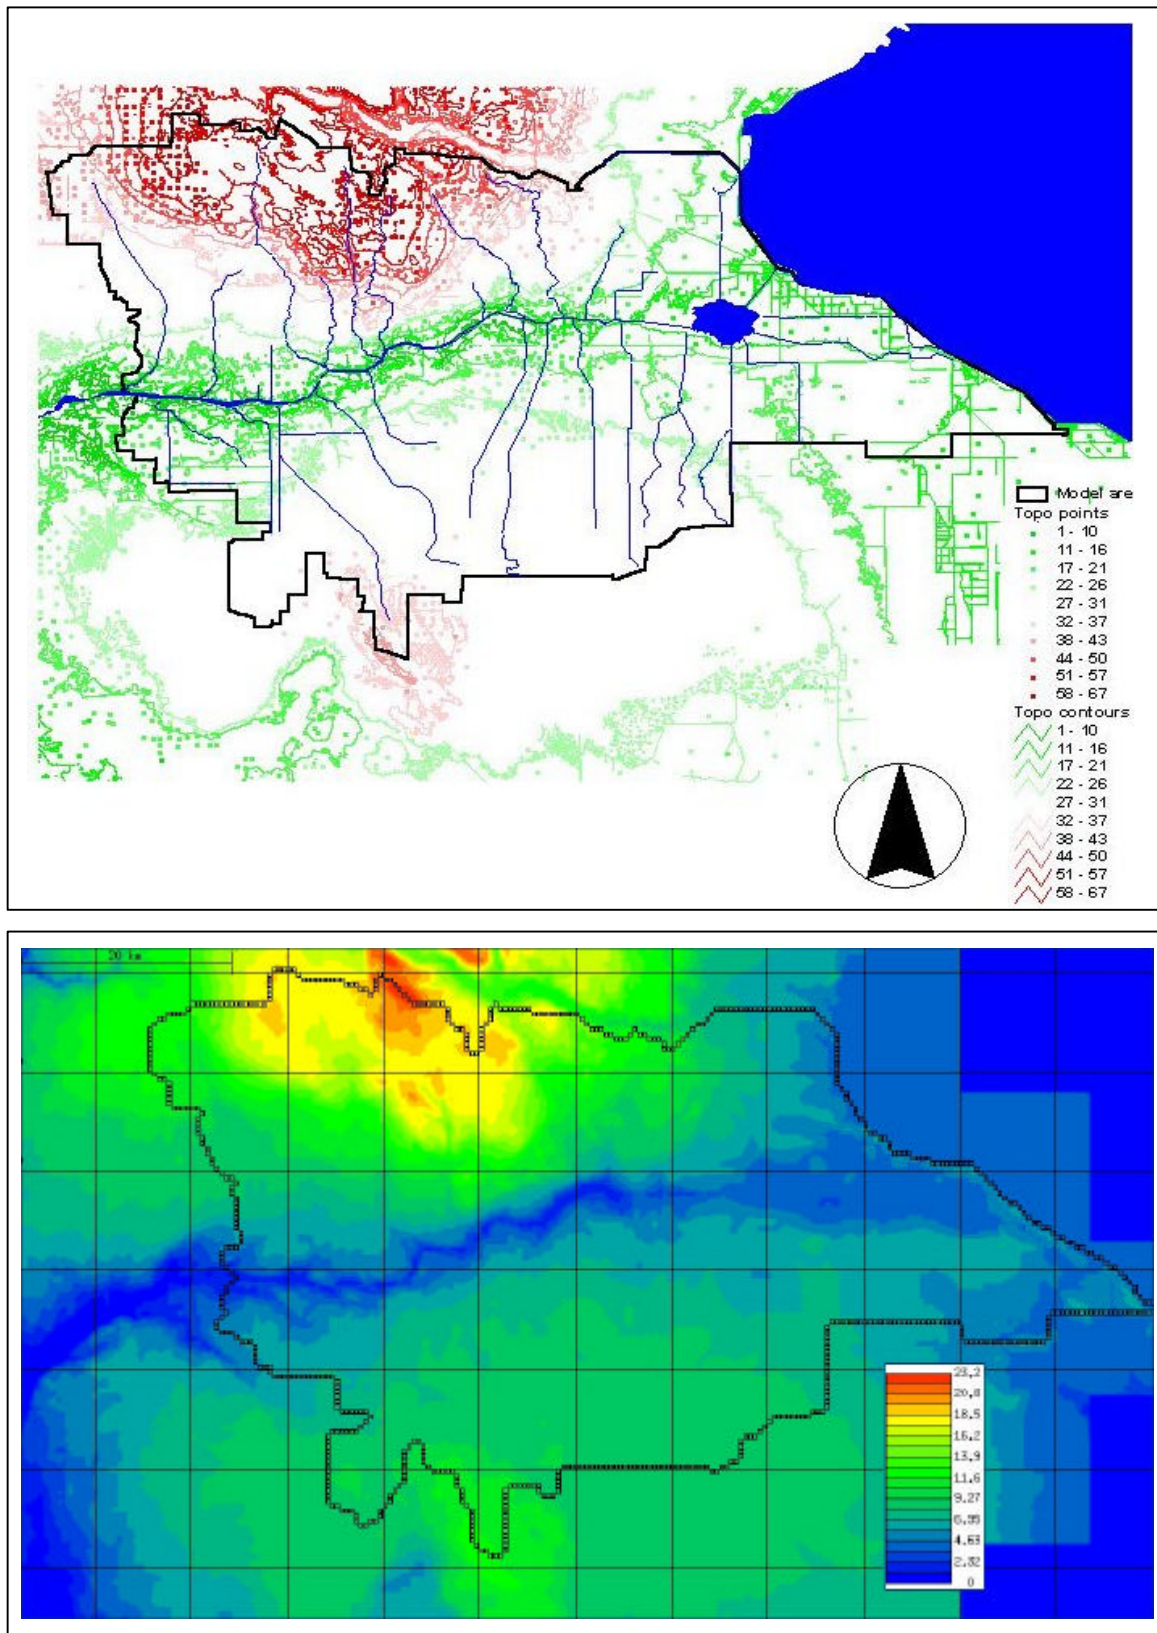 Model are
Topo points
1 - 10
11 - 16
17 - 21
22 - 26
27 - 31
32 - 37
38 - 43
44 - 50
51 - 57
58 - 67
Topo contours
1 - 10
11 - 16
17 - 21
22 - 26
27 - 31
32 - 37
38 - 43
44 - 50
51 - 57
58 - 67
20 km
23,2
20,8
18,5
16,2
13,9
11,6
9,27
6,95
4,63
2,32
0